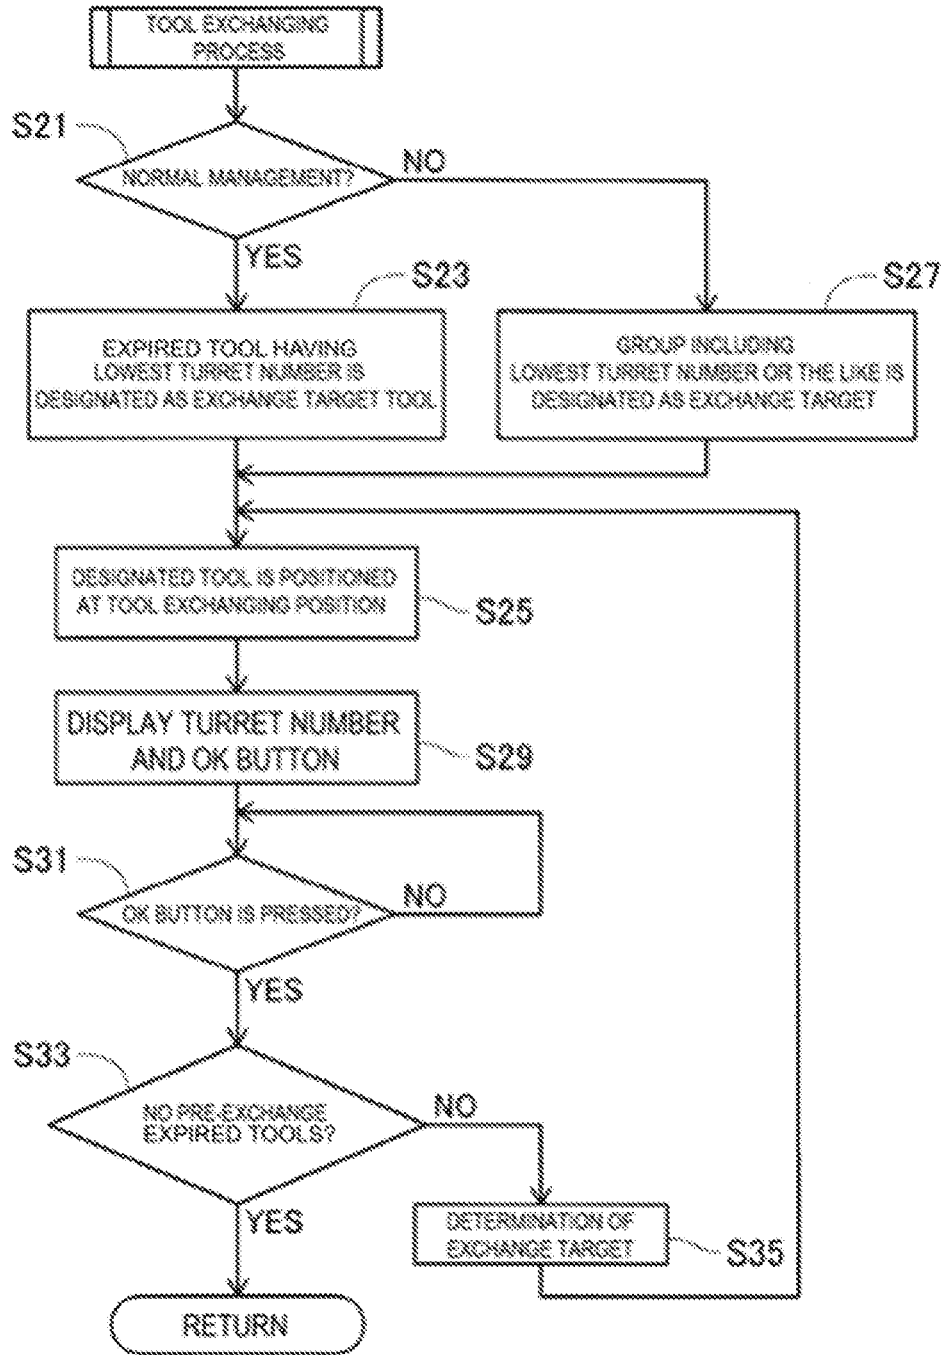 TOOL EXCHANGING
PROCESS
S21
NORMAL MANAGEMENT?
NO
YES
S23
EXPIRED TOOL HAVING
LOWEST TURRET NUMBER IS
DESIGNATED AS EXCHANGE TARGET TOOL
S27
GROUP INCLUDING
LOWEST TURRET NUMBER OR THE LIKE IS
DESIGNATED AS EXCHANGE TARGET
DESIGNATED TOOL IS POSITIONED
AT TOOL EXCHANGING POSITION
S25
DISPLAY TURRET NUMBER
AND OK BUTTON
S29
S31
OK BUTTON IS PRESSED?
NO
YES
S33
NO PRE-EXCHANGE
EXPIRED TOOLS?
NO
YES
DETERMINATION OF
EXCHANGE TARGET
S35
RETURN